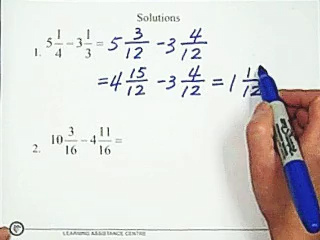 Solutions
1. 5 1/4 - 3 1/3 = 5 3/12 - 3 4/12
= 4 15/12 - 3 4/12 = 1 1 /12
2. 10 3/16 - 4 11/16 =
LEARNING ASSISTANCE CENTRE